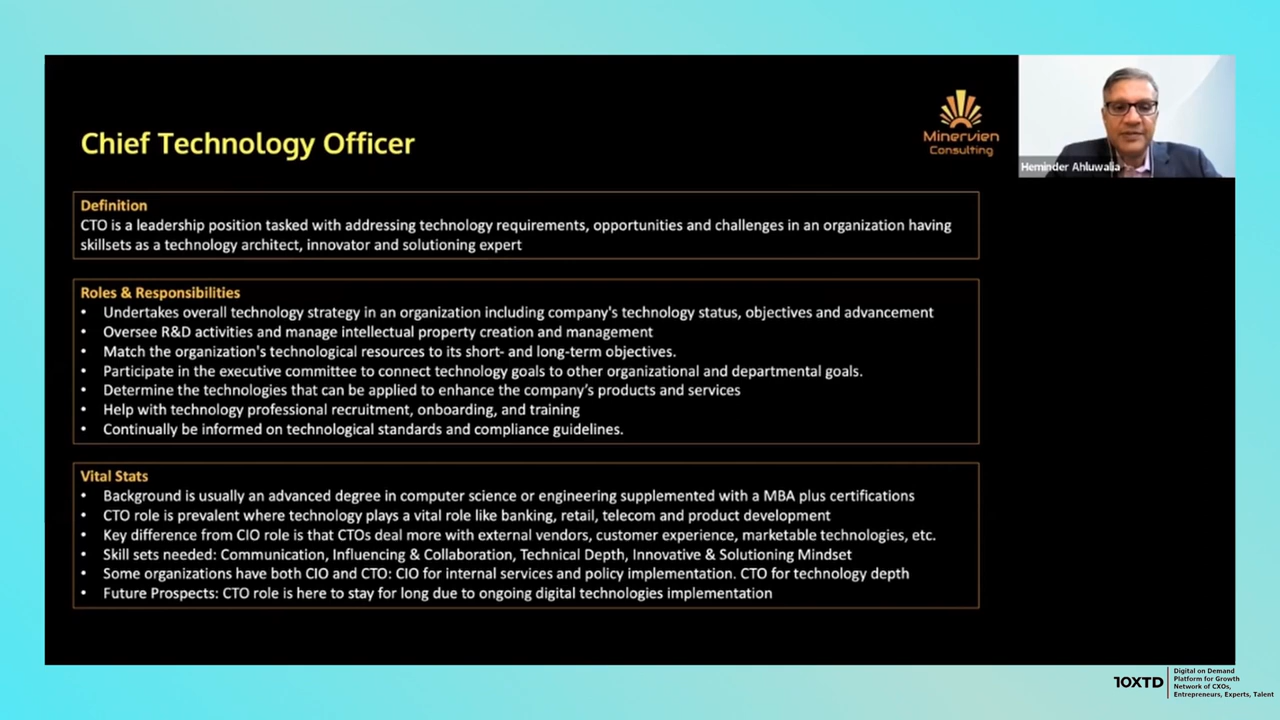 Chief Technology Officer
Minervien
Consulting
Heminder Ahluwalia
Definition
CTO is a leadership position tasked with addressing technology requirements, opportunities and challenges in an organization having
skillsets as a technology architect, innovator and solutioning expert
Roles & Responsibilities
• Undertakes overall technology strategy in an organization including company's technology status, objectives and advancement
• Oversee R&D activities and manage intellectual property creation and management
• Match the organization's technological resources to its short- and long-term objectives.
• Participate in the executive committee to connect technology goals to other organizational and departmental goals.
• Determine the technologies that can be applied to enhance the company's products and services
• Help with technology professional recruitment, onboarding, and training
• Continually be informed on technological standards and compliance guidelines.
Vital Stats
• Background is usually an advanced degree in computer science or engineering supplemented with a MBA plus certifications
• CTO role is prevalent where technology plays a vital role like banking, retail, telecom and product development
• Key difference from CIO role is that CTOs deal more with external vendors, customer experience, marketable technologies, etc.
• Skill sets needed: Communication, Influencing & Collaboration, Technical Depth, Innovative & Solutioning Mindset
• Some organizations have both CIO and CTO: CIO for internal services and policy implementation. CTO for technology depth
• Future Prospects: CTO role is here to stay for long due to ongoing digital technologies implementation
10XTD
Digital on Demand
Platform for Growth
Network of CXOs,
Entrepreneurs, Experts, Talent